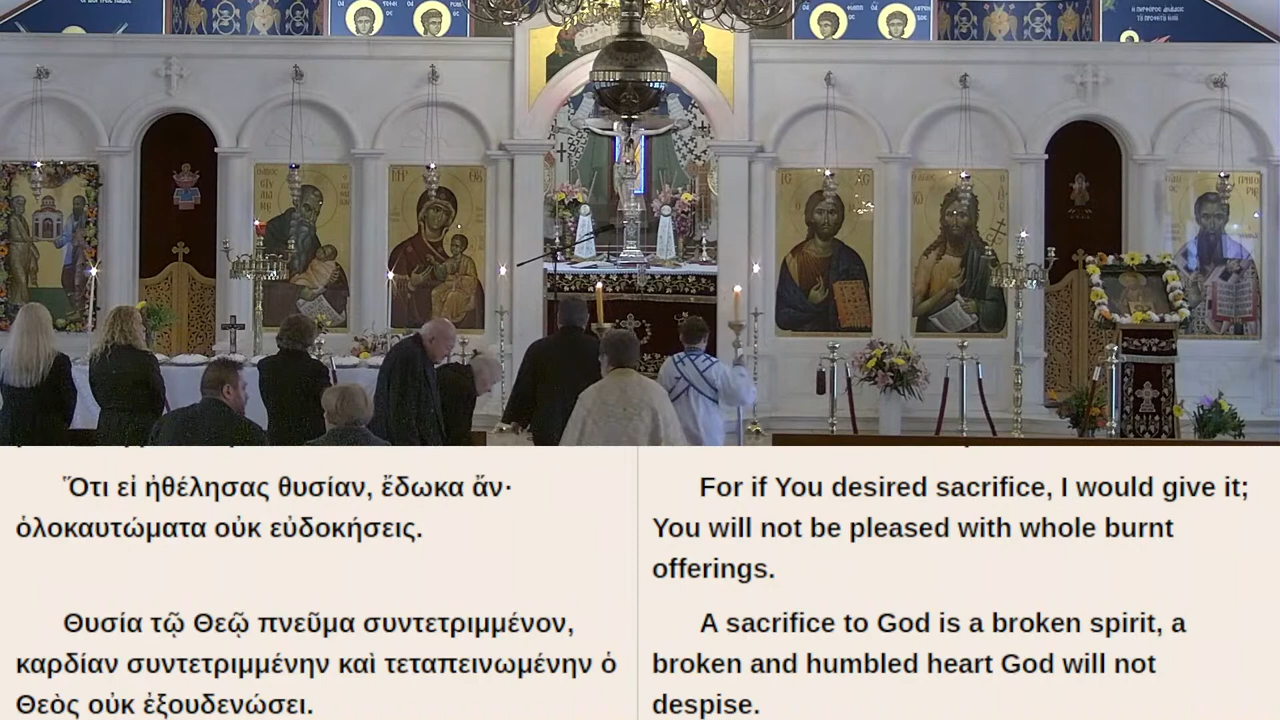 Ὅτι εἰ ἠθέλησας θυσίαν, ἔδωκα ἄν·
ὁλοκαυτώματα οὐκ εὐδοκήσεις.
Θυσία τῷ Θεῷ πνεῦμα συντετριμμένον,
καρδίαν συντετριμμένην καὶ τεταπεινωμένην ὁ
Θεὸς οὐκ ἐξουδενώσει.
For if You desired sacrifice, I would give it;
You will not be pleased with whole burnt
offerings.
A sacrifice to God is a broken spirit, a
broken and humbled heart God will not
despise.